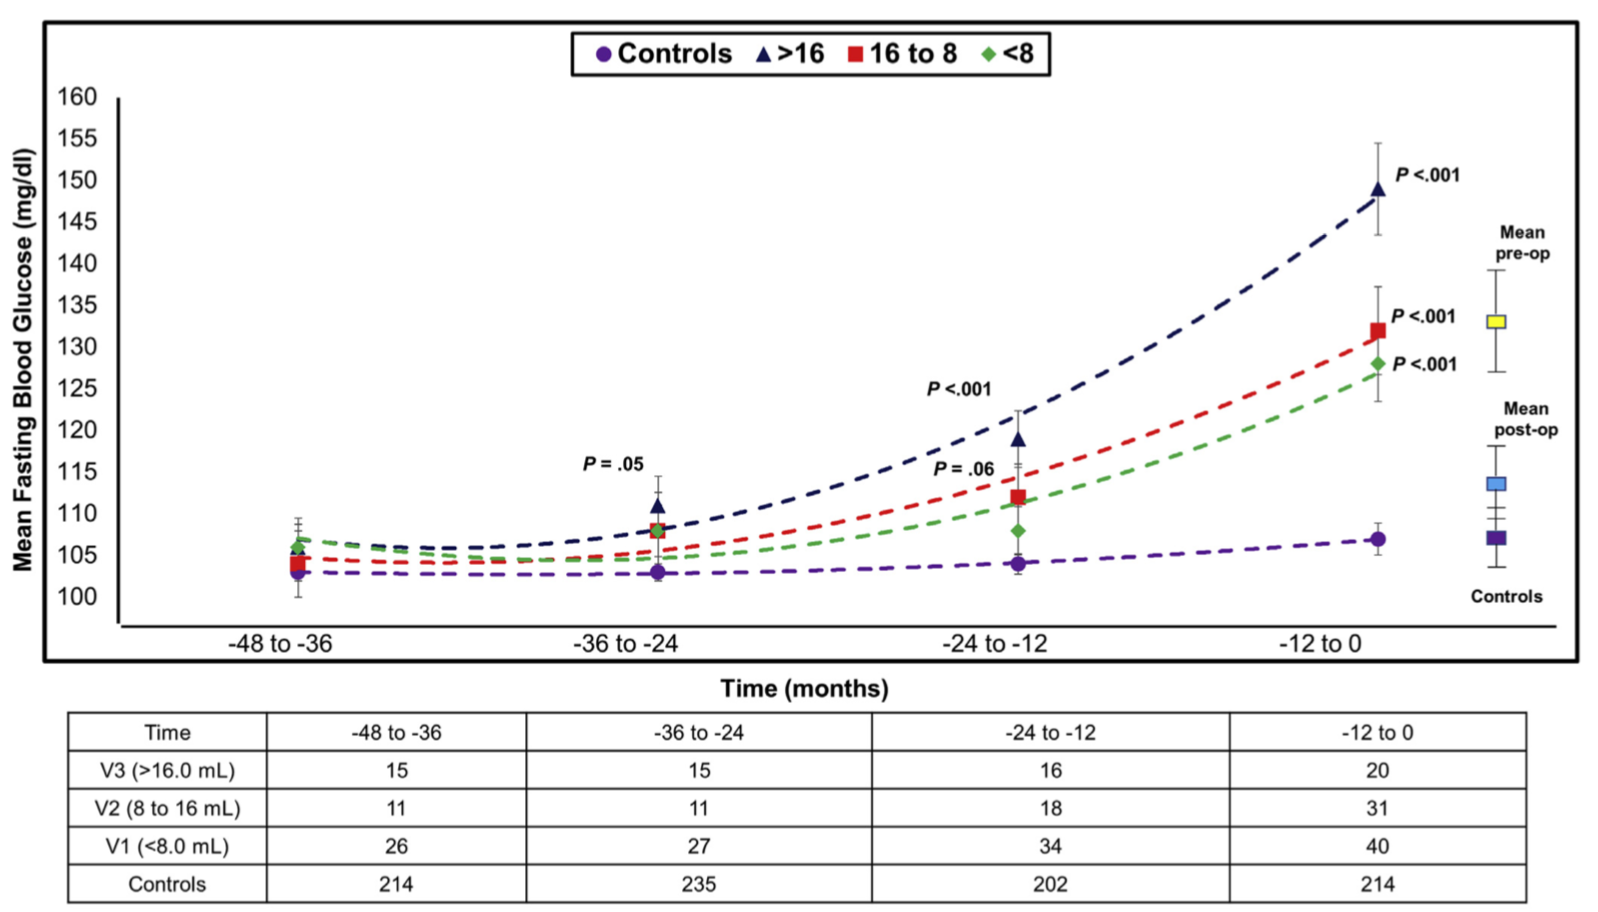 Controls >16 16 to 8 <8
160
155
150
145
140
135
130
125
120
115
110
105
100
Mean Fasting Blood Glucose (mg/dl)
P <.001
Mean
pre-op
P <.001
P <.001
P <.001
Mean
post-op
P = .05
P = .06
Controls
-48 to -36 -36 to -24 -24 to -12 -12 to 0
Time (months)
Time -48 to -36 -36 to -24 -24 to -12 -12 to 0
V3 (>16.0 mL) 15 15 16 20
V2 (8 to 16 mL) 11 11 18 31
V1 (<8.0 mL) 26 27 34 40
Controls 214 235 202 214